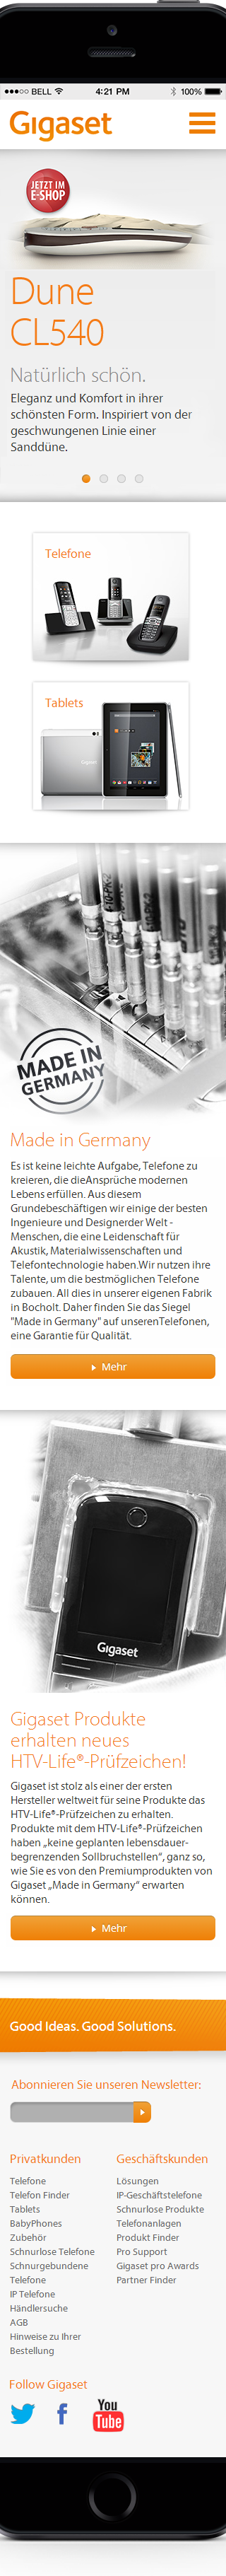 BELL 4:21 PM 100%
Gigaset
JETZT IM
E-SHOP
Dune
CL540
Natürlich schön.
Eleganz und Komfort in ihrer
schönsten Form. Inspiriert von der
geschwungenen Linie einer
Sanddüne.
Telefone
Tablets
MADE IN
GERMANY
Made in Germany
Es ist keine leichte Aufgabe, Telefone zu
kreieren, die dieAnsprüche modernen
Lebens erfüllen. Aus diesem
Grundebeschäftigen wir einige der besten
Ingenieure und Designerder Welt -
Menschen, die eine Leidenschaft für
Akustik, Materialwissenschaften und
Telefontechnologie haben.Wir nutzen ihre
Talente, um die bestmöglichen Telefone
zubauen. All dies in unserer eigenen Fabrik
in Bocholt. Daher finden Sie das Siegel
"Made in Germany" auf unserenTelefonen,
eine Garantie für Qualität.
Mehr
Gigaset
Gigaset Produkte
erhalten neues
HTV-Life®-Prüfzeichen!
Gigaset ist stolz als einer der ersten
Hersteller weltweit für seine Produkte das
HTV-Life®-Prüfzeichen zu erhalten.
Produkte mit dem HTV-Life®-Prüfzeichen
haben „keine geplanten lebensdauer-
begrenzenden Sollbruchstellen“, ganz so,
wie Sie es von den Premiumprodukten von
Gigaset „Made in Germany“ erwarten
können.
Mehr
Good Ideas. Good Solutions.
Abonnieren Sie unseren Newsletter:
Privatkunden
Telefone
Telefon Finder
Tablets
BabyPhones
Zubehör
Schnurlose Telefone
Schnurgebundene
Telefone
IP Telefone
Händlersuche
AGB
Hinweise zu Ihrer
Bestellung
Geschäftskunden
Lösungen
IP-Geschäftstelefone
Schnurlose Produkte
Telefonanlagen
Produkt Finder
Pro Support
Gigaset pro Awards
Partner Finder
Follow Gigaset
You
Tube